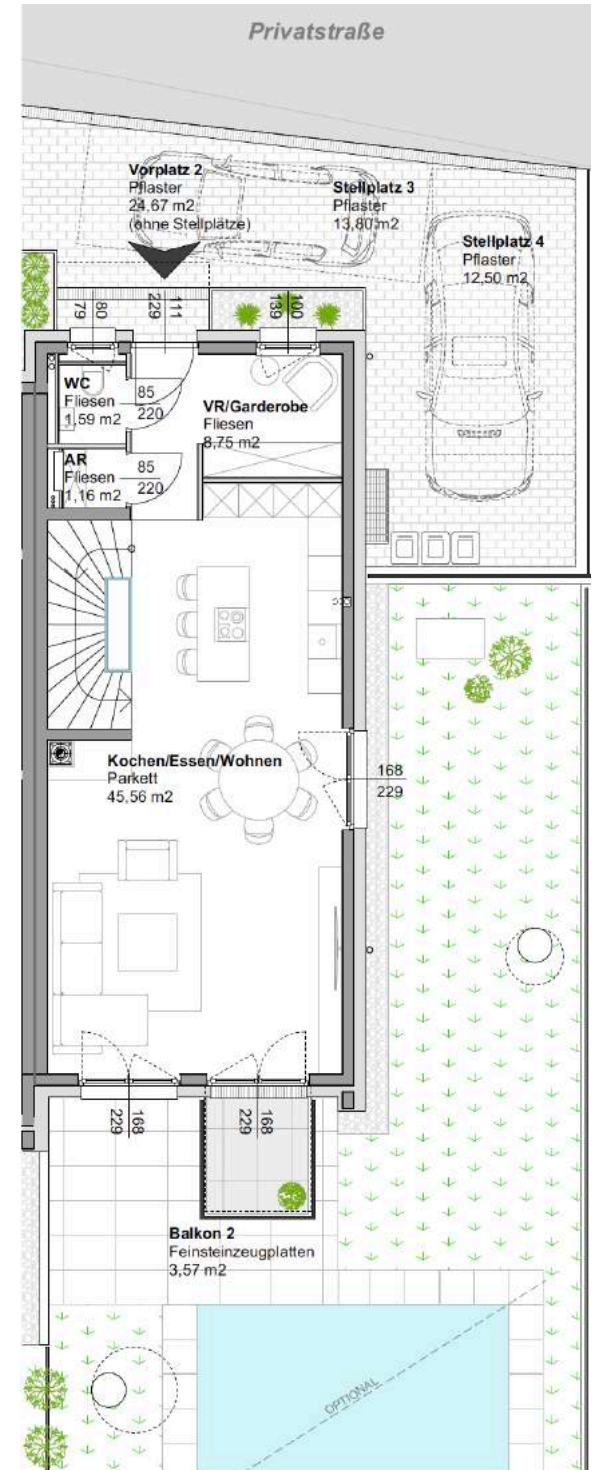 Privatstraße
Vorplatz 2
Pflaster
24,67 m2
(ohne Stellplätze)
Stellplatz 3
Pflaster
13,80 m2
Stellplatz 4
Pflaster
12,50 m2
80
79
111
229
100
139
WC
Fliesen
1,59 m2
85
220
VR/Garderobe
Fliesen
8,75 m2
AR
Fliesen
1,16 m2
85
220
Kochen/Essen/Wohnen
Parkett
45,56 m2
168
229
168
229
168
229
Balkon 2
Feinsteinzeugplatten
3,57 m2
OPTIONAL